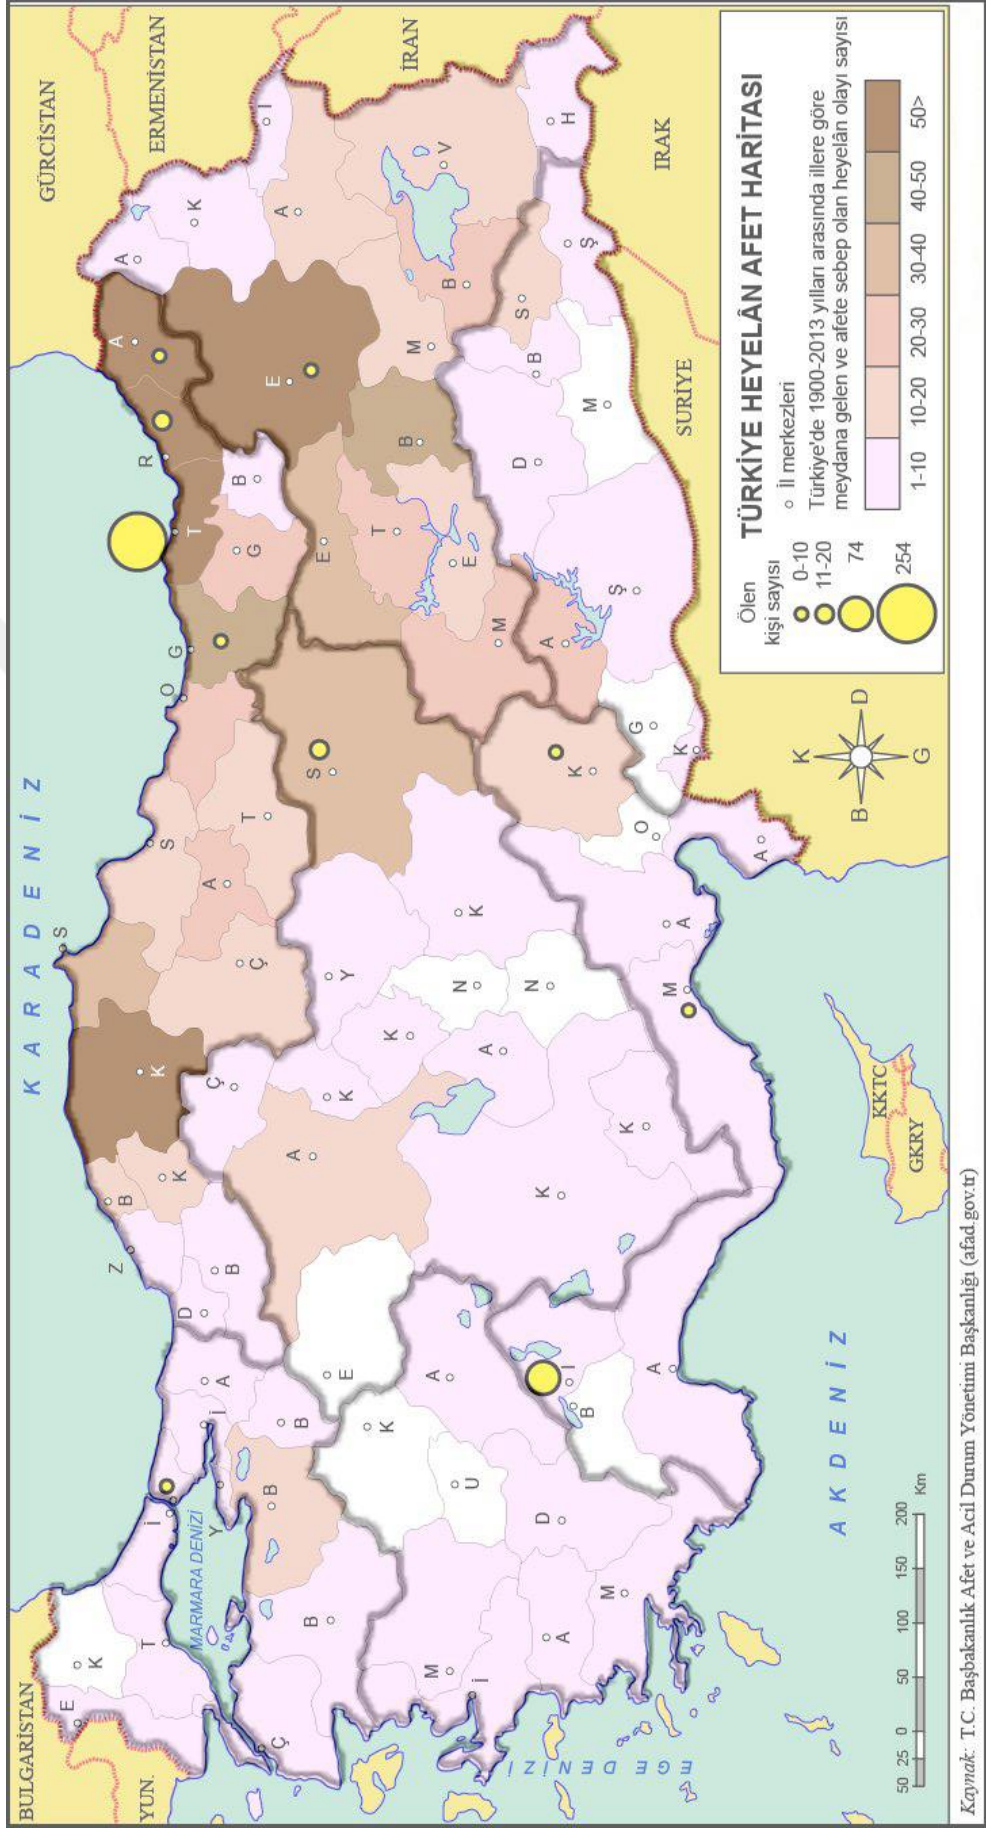 BULGARİSTAN
YUN.
GÜRCİSTAN
ERMENİSTAN
İRAN
IRAK
SURİYE
KKTC
GKRY
K A R A D E N İ Z
MARMARA DENİZİ
E G E D E N İ Z İ
A K D E N İ Z
E
K
T
İ
Ç
B
B
Y
İ
A
B
D
B
Z
B
K
K
S
Ç
S
A
T
O
G
G
B
T
R
A
A
K
I
Ç
K
A
E
K
Y
K
N
N
A
K
K
S
E
T
E
M
B
E
M
B
A
V
H
Ş
S
B
M
D
Ş
A
G
K
K
O
A
A
M
A
I
B
A
K
U
D
M
A
M
İ
K
B
D
G
50 25 0 50 100 150 200
Km
TÜRKİYE HEYELÂN AFET HARİTASI
Ölen
kişi sayısı
0-10
11-20
74
254
İl merkezleri
Türkiye'de 1900-2013 yılları arasında illere göre
meydana gelen ve afete sebep olan heyelân olayı sayısı
1-10 10-20 20-30 30-40 40-50 50>
Kaynak: T.C. Başbakanlık Afet ve Acil Durum Yönetimi Başkanlığı (afad.gov.tr)